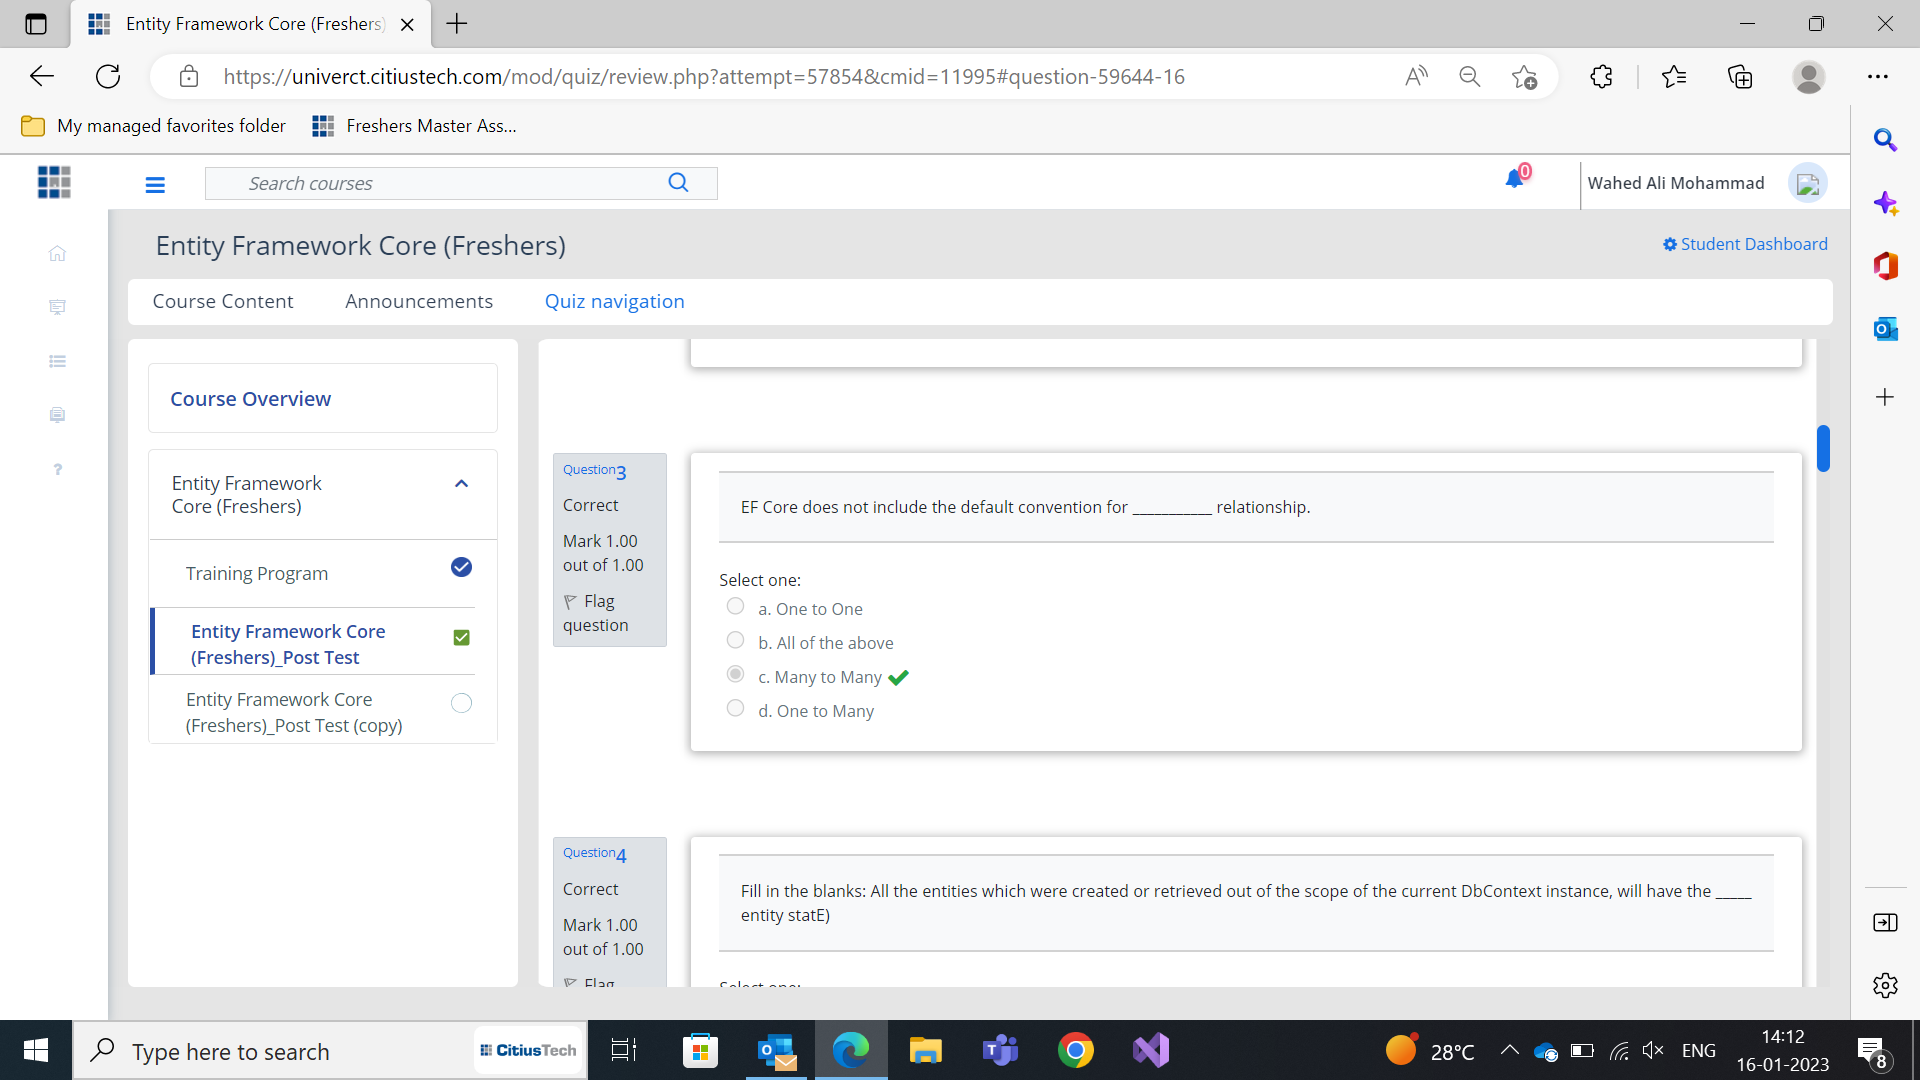 Entity Framework Core (Freshers)
https://univerct.citiustech.com/mod/quiz/review.php?attempt=57854&cmid=11995#question-59644-16
My managed favorites folder
Freshers Master Ass...
Search courses
0
Wahed Ali Mohammad
Entity Framework Core (Freshers)
Student Dashboard
Course Content
Announcements
Quiz navigation
Course Overview
Entity Framework
Core (Freshers)
Training Program
Entity Framework Core
(Freshers)_Post Test
Entity Framework Core
(Freshers)_Post Test (copy)
Question3
Correct
Mark 1.00
out of 1.00
Flag
question
EF Core does not include the default convention for ___________ relationship.
Select one:
a. One to One
b. All of the above
c. Many to Many
d. One to Many
Question4
Correct
Mark 1.00
out of 1.00
Flag
Fill in the blanks: All the entities which were created or retrieved out of the scope of the current DbContext instance, will have the _____
entity statE)
Select one:
Type here to search
CitiusTech
28°C
ENG
14:12
16-01-2023
8